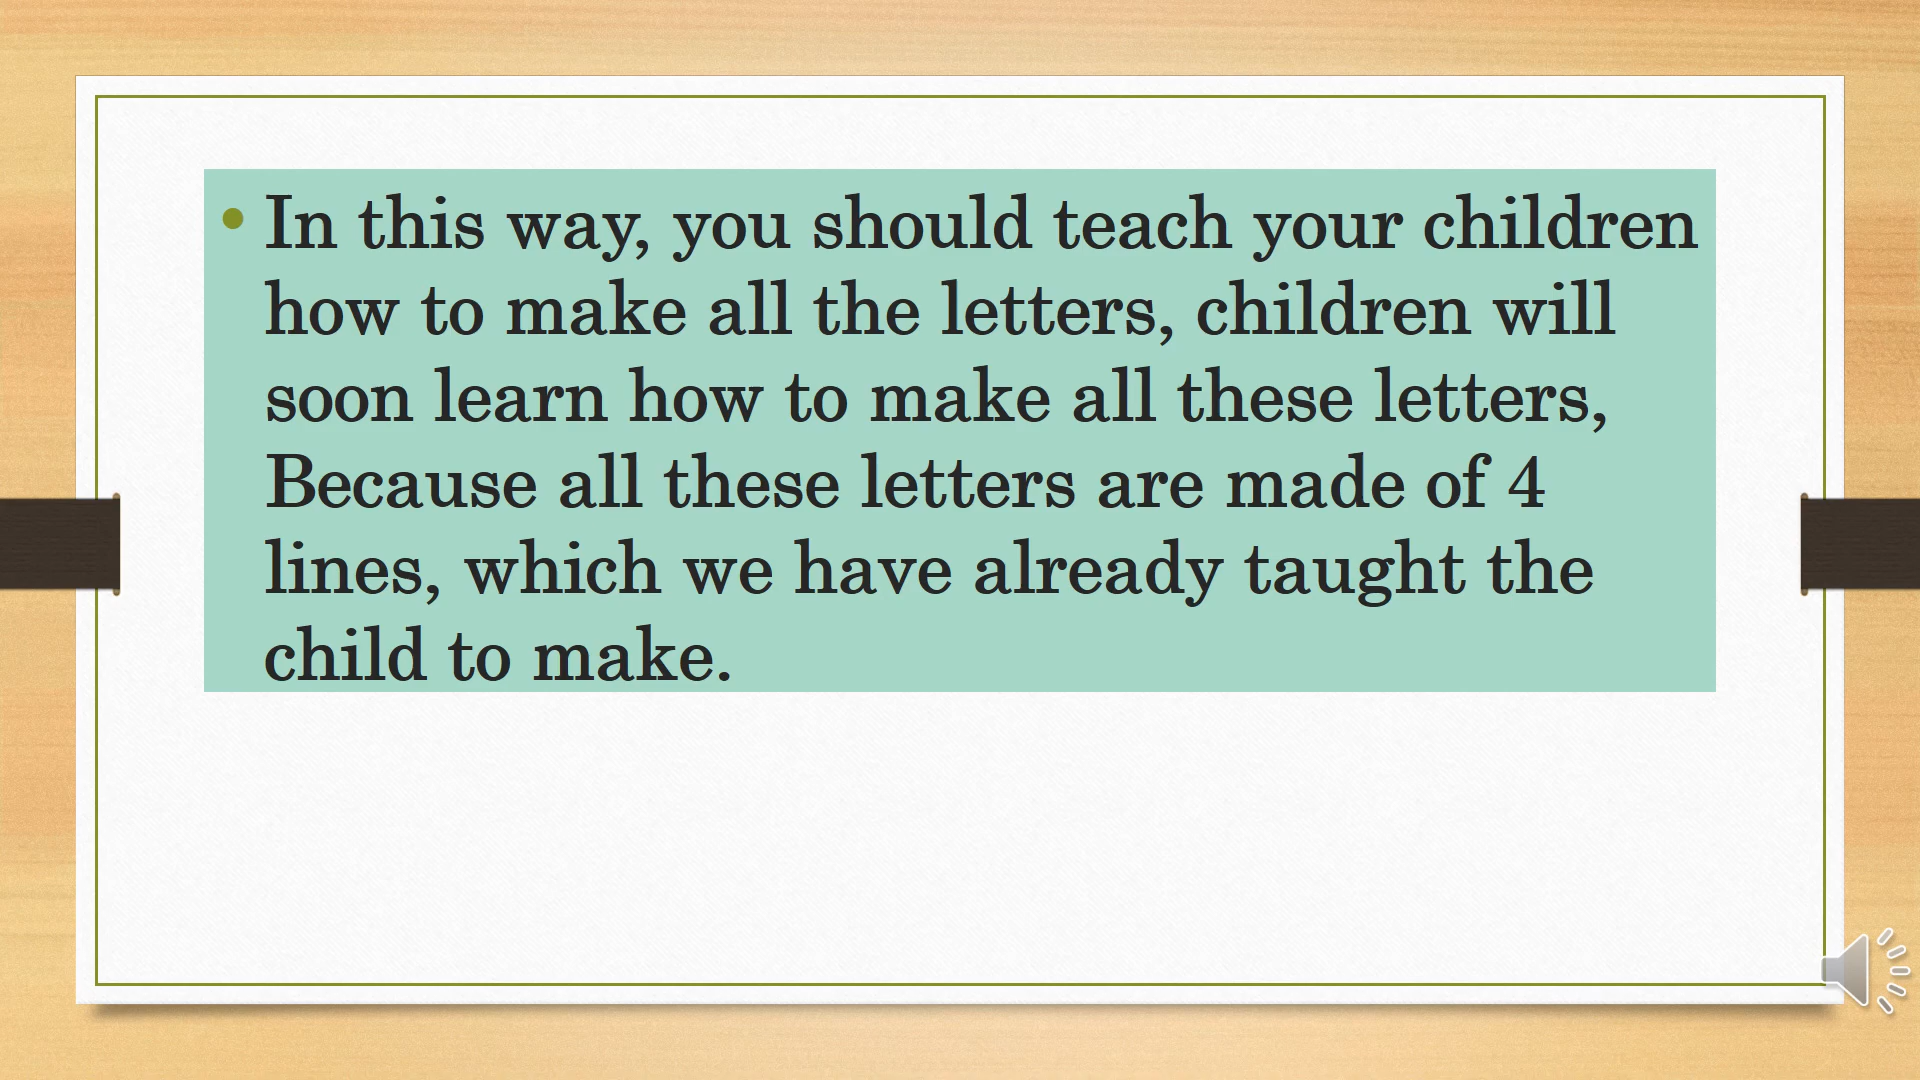 • In this way, you should teach your children
how to make all the letters, children will
soon learn how to make all these letters,
Because all these letters are made of 4
lines, which we have already taught the
child to make.